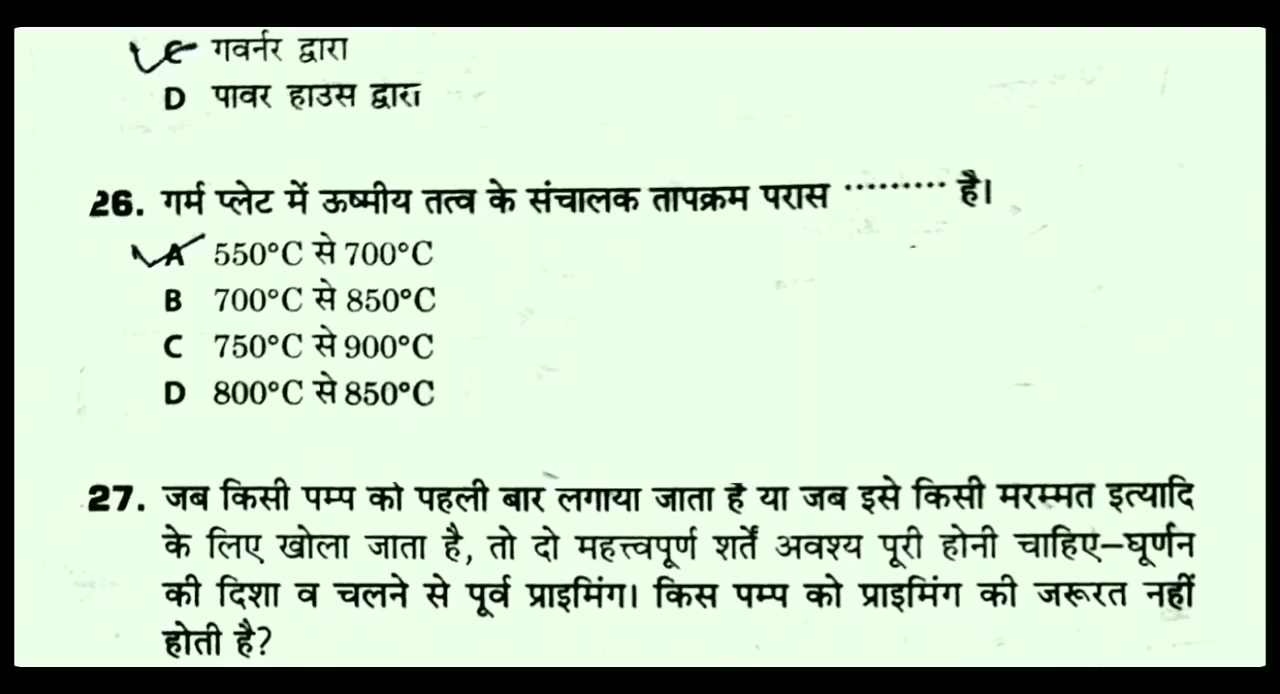 C गवर्नर द्वारा
D पावर हाउस द्वारा
26. गर्म प्लेट में ऊष्मीय तत्व के संचालक तापक्रम परास ········· है।
A 550°C से 700°C
B 700°C से 850°C
C 750°C से 900°C
D 800°C से 850°C
27. जब किसी पम्प को पहली बार लगाया जाता है या जब इसे किसी मरम्मत इत्यादि
के लिए खोला जाता है, तो दो महत्त्वपूर्ण शर्तें अवश्य पूरी होनी चाहिए–घूर्णन
की दिशा व चलने से पूर्व प्राइमिंग। किस पम्प को प्राइमिंग की जरूरत नहीं
होती है?